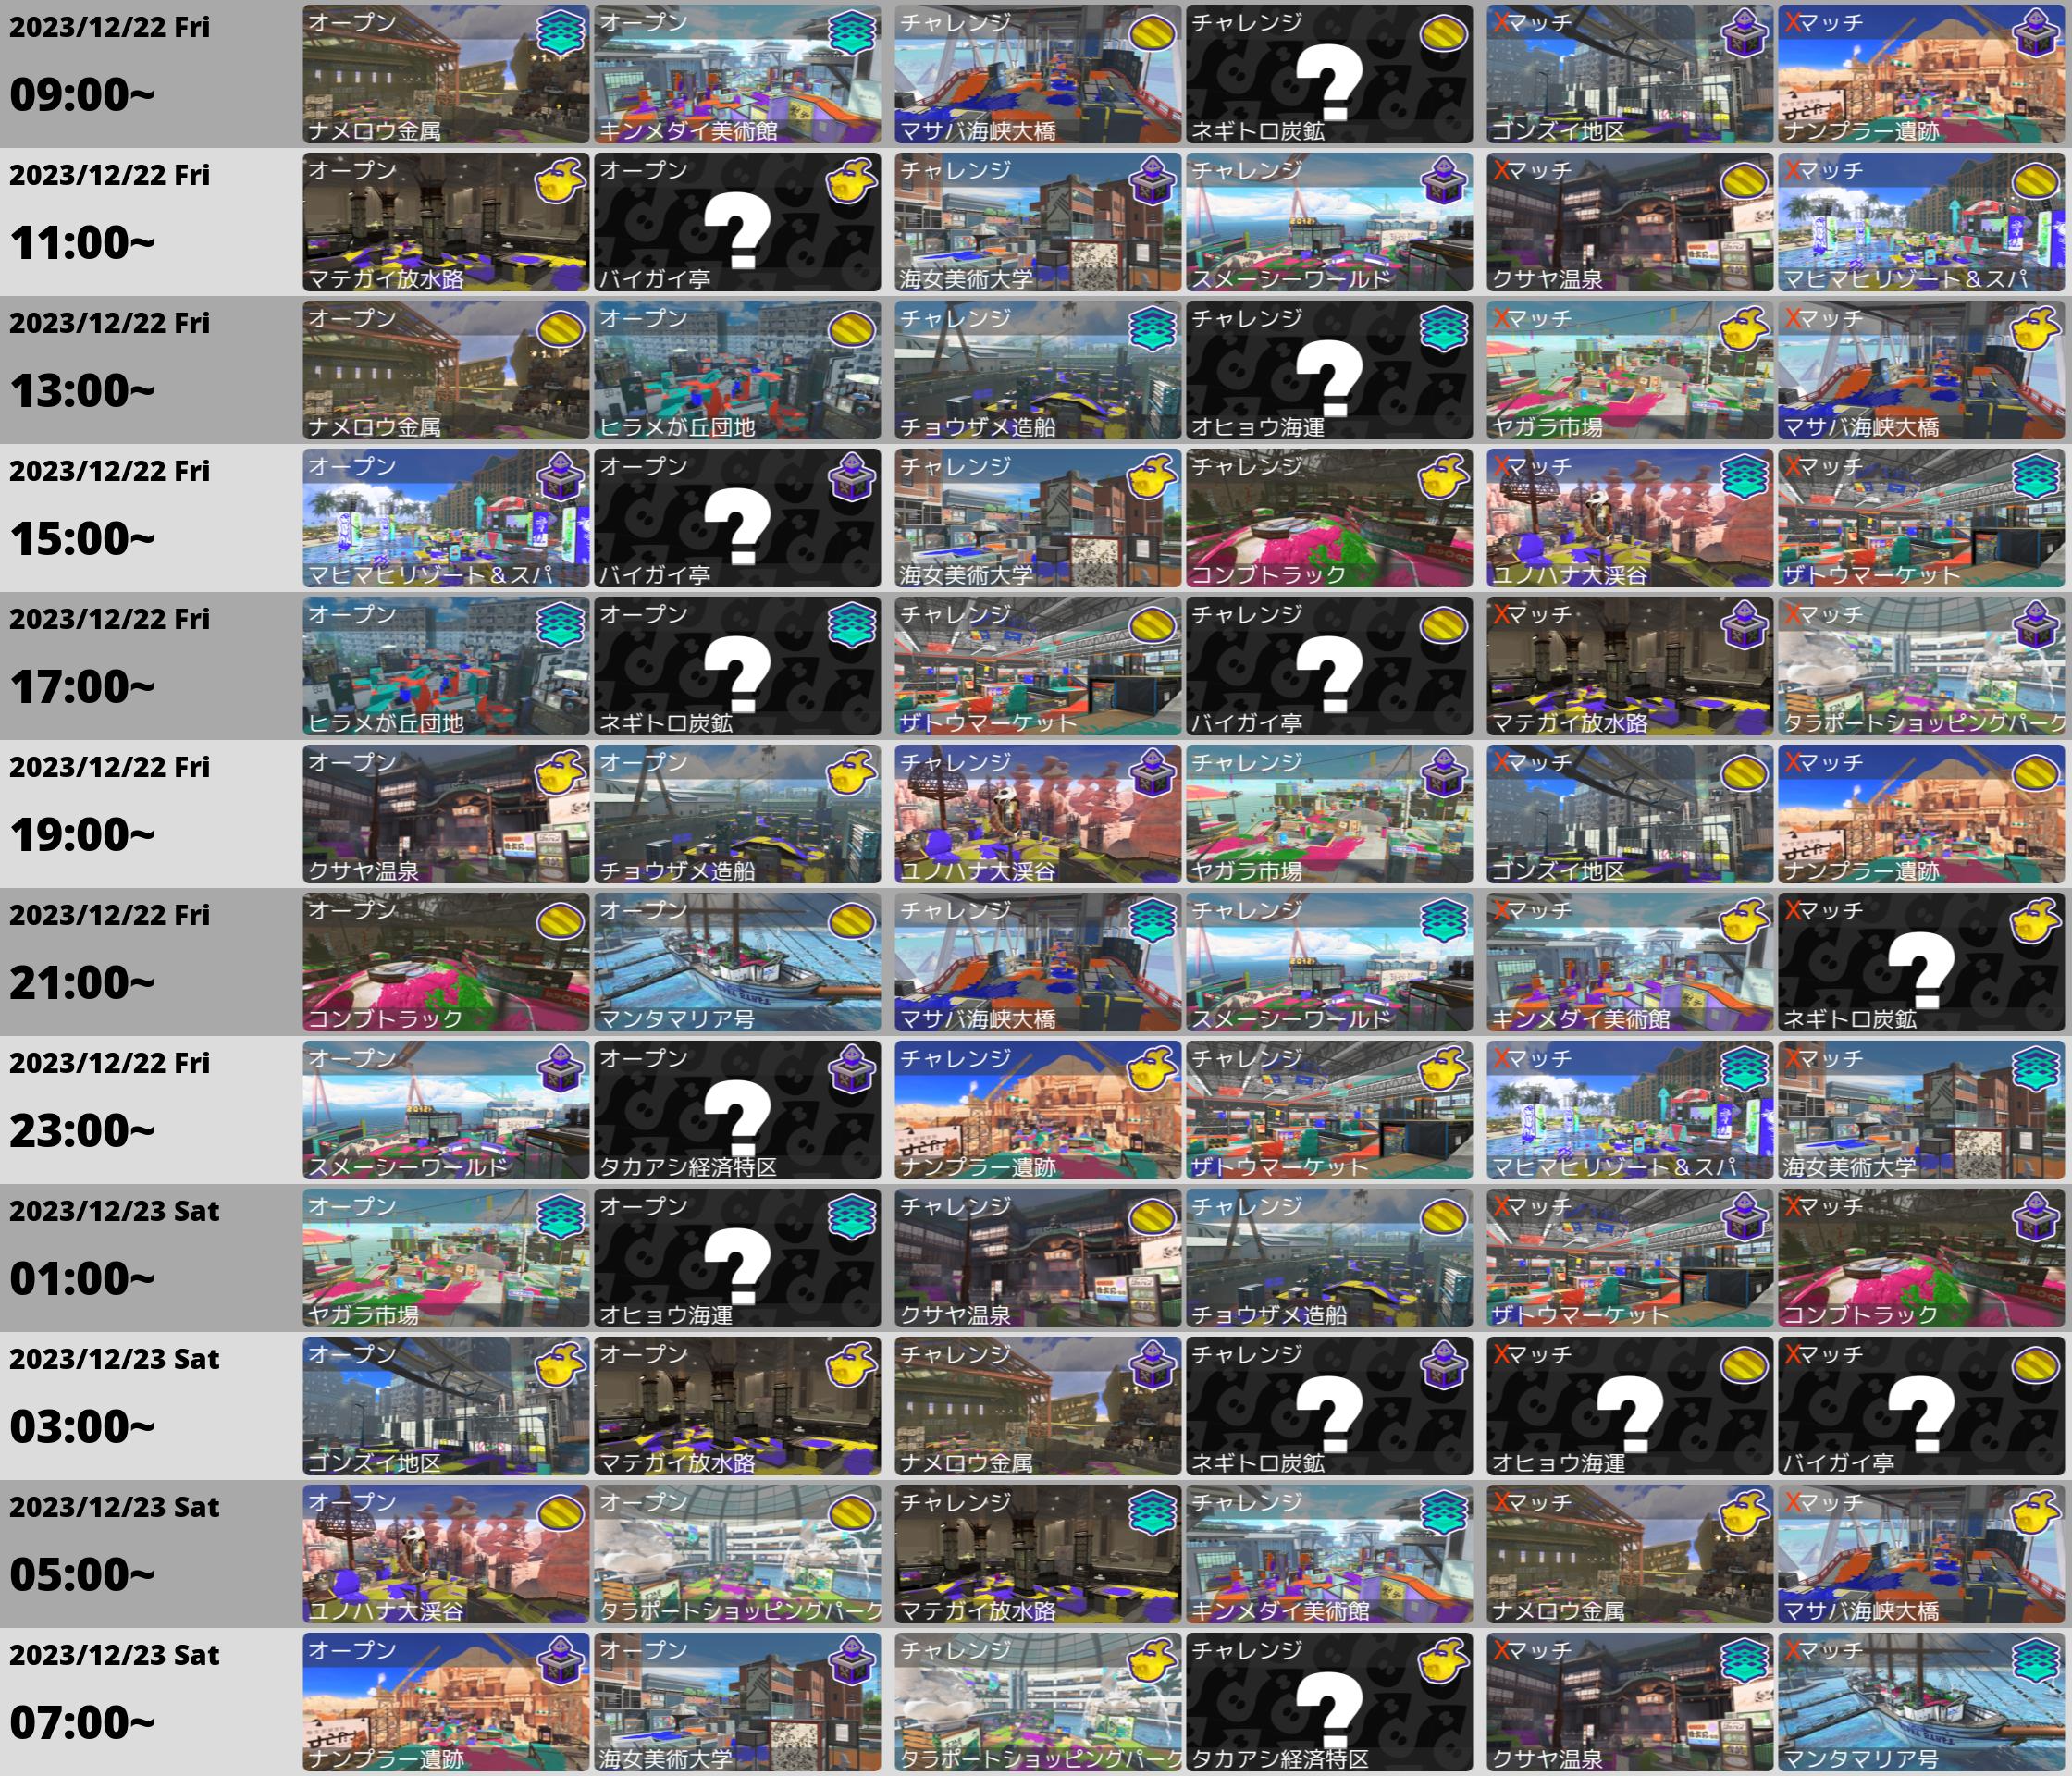 2023/12/22 Fri
09:00~
オープン オープン チャレンジ チャレンジ Xマッチ Xマッチ
ナメロウ金属 キンメダイ美術館 マサバ海峡大橋 ネギトロ炭鉱 ゴンズイ地区 ナンプラー遺跡
2023/12/22 Fri
11:00~
オープン オープン チャレンジ チャレンジ Xマッチ Xマッチ
マテガイ放水路 バイガイ亭 海女美術大学 スメーシーワールド クサヤ温泉 マヒマヒリゾート&スパ
2023/12/22 Fri
13:00~
オープン オープン チャレンジ チャレンジ Xマッチ Xマッチ
ナメロウ金属 ヒラメが丘団地 チョウザメ造船 オヒョウ海運 ヤガラ市場 マサバ海峡大橋
2023/12/22 Fri
15:00~
オープン オープン チャレンジ チャレンジ Xマッチ Xマッチ
マヒマヒリゾート&スパ バイガイ亭 海女美術大学 コンブトラック ユノハナ大渓谷 ザトウマーケット
2023/12/22 Fri
17:00~
オープン オープン チャレンジ チャレンジ Xマッチ Xマッチ
ヒラメが丘団地 ネギトロ炭鉱 ザトウマーケット バイガイ亭 マテガイ放水路 タラポートショッピングパーク
2023/12/22 Fri
19:00~
オープン オープン チャレンジ チャレンジ Xマッチ Xマッチ
クサヤ温泉 チョウザメ造船 ユノハナ大渓谷 ヤガラ市場 ゴンズイ地区 ナンプラー遺跡
2023/12/22 Fri
21:00~
オープン オープン チャレンジ チャレンジ Xマッチ Xマッチ
コンブトラック マンタマリア号 マサバ海峡大橋 スメーシーワールド キンメダイ美術館 ネギトロ炭鉱
2023/12/22 Fri
23:00~
オープン オープン チャレンジ チャレンジ Xマッチ Xマッチ
スメーシーワールド タカアシ経済特区 ナンプラー遺跡 ザトウマーケット マヒマヒリゾート&スパ 海女美術大学
2023/12/23 Sat
01:00~
オープン オープン チャレンジ チャレンジ Xマッチ Xマッチ
ヤガラ市場 オヒョウ海運 クサヤ温泉 チョウザメ造船 ザトウマーケット コンブトラック
2023/12/23 Sat
03:00~
オープン オープン チャレンジ チャレンジ Xマッチ Xマッチ
ゴンズイ地区 マテガイ放水路 ナメロウ金属 ネギトロ炭鉱 オヒョウ海運 バイガイ亭
2023/12/23 Sat
05:00~
オープン オープン チャレンジ チャレンジ Xマッチ Xマッチ
ユノハナ大渓谷 タラポートショッピングパーク マテガイ放水路 キンメダイ美術館 ナメロウ金属 マサバ海峡大橋
2023/12/23 Sat
07:00~
オープン オープン チャレンジ チャレンジ Xマッチ Xマッチ
ナンプラー遺跡 海女美術大学 タラポートショッピングパーク タカアシ経済特区 クサヤ温泉 マンタマリア号